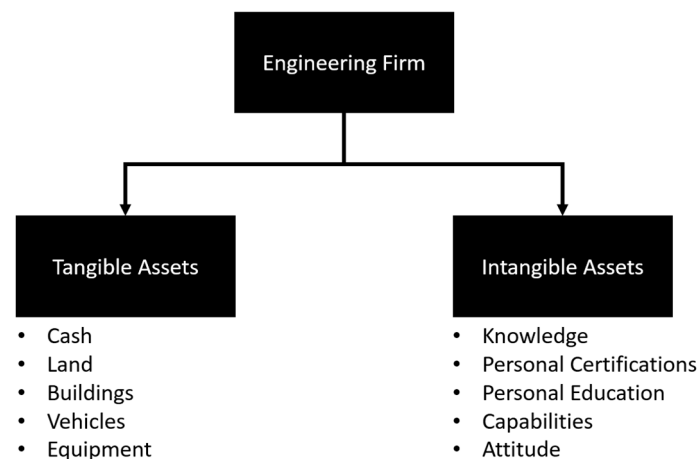 Engineering Firm
Tangible Assets
• Cash
• Land
• Buildings
• Vehicles
• Equipment
Intangible Assets
• Knowledge
• Personal Certifications
• Personal Education
• Capabilities
• Attitude